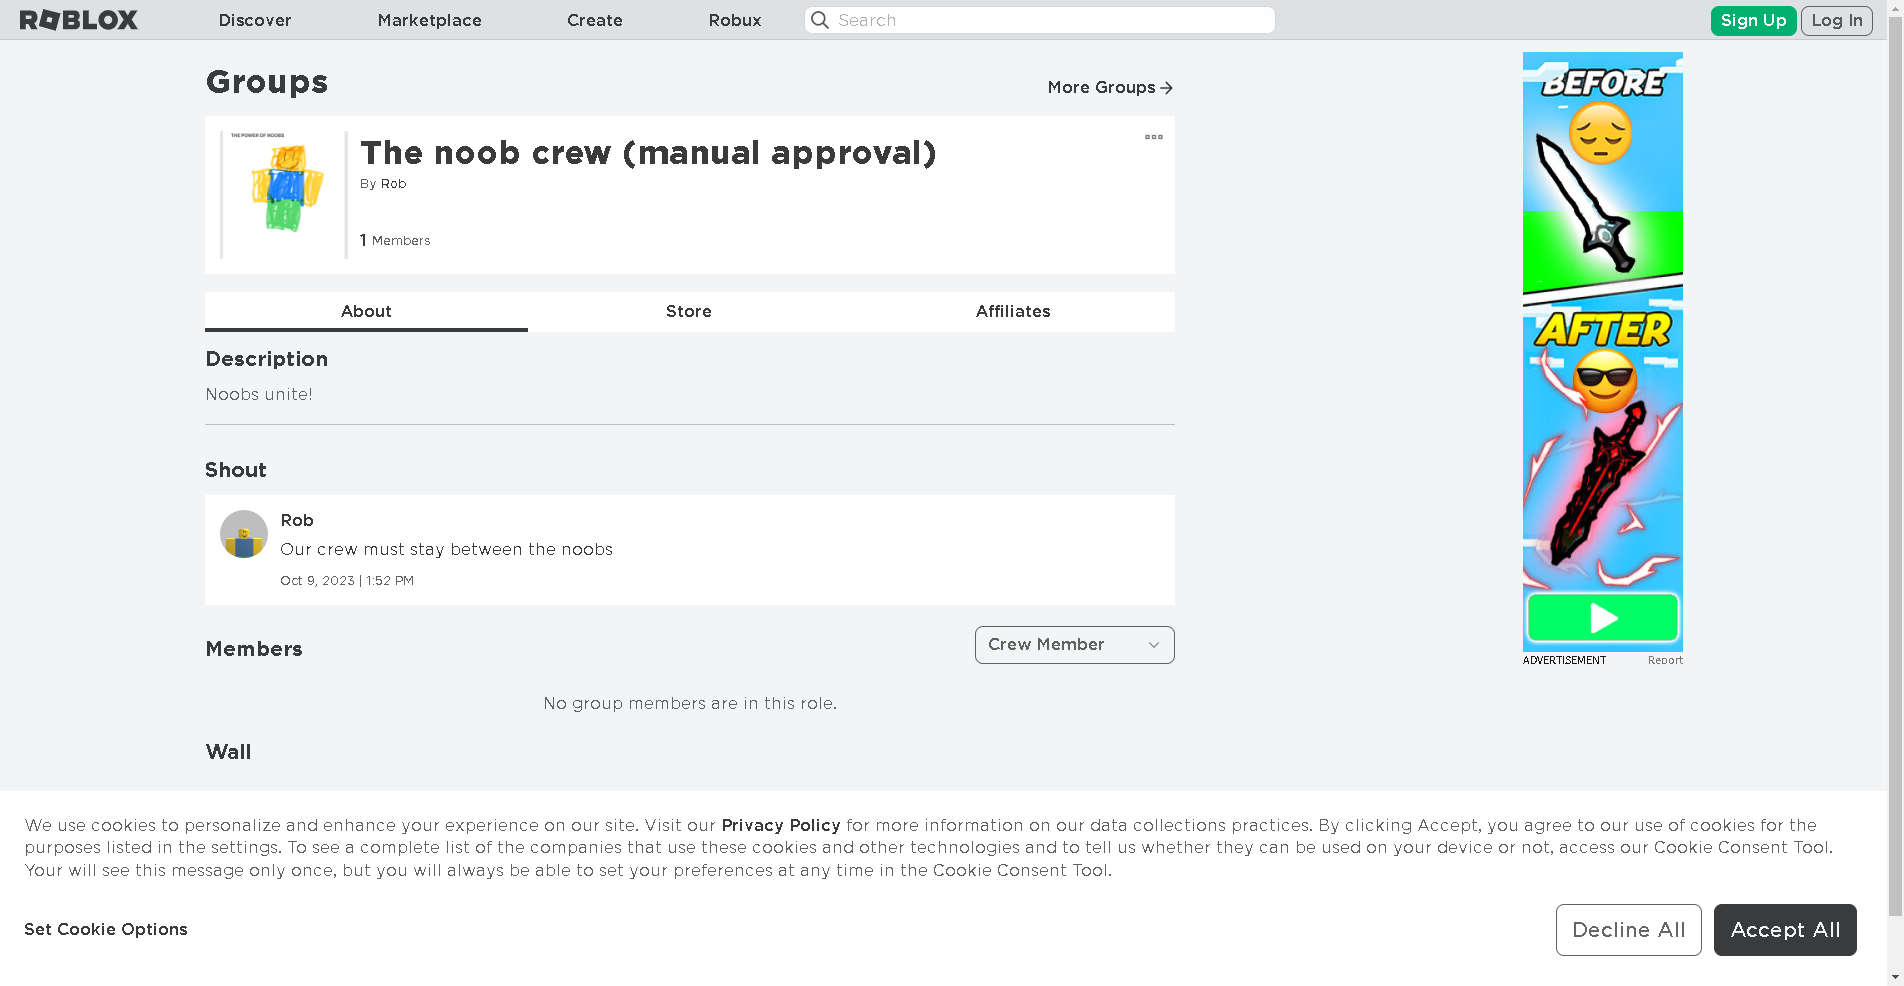 ROBLOX
Discover
Marketplace
Create
Robux
Search
Sign Up
Log In
Groups
More Groups
THE POWER OF NOOBS
The noob crew (manual approval)
By Rob
1 Members
About
Store
Affiliates
Description
Noobs unite!
Shout
Rob
Our crew must stay between the noobs
Oct 9, 2023 | 1:52 PM
Members
Crew Member
No group members are in this role.
Wall
BEFORE
AFTER
ADVERTISEMENT
Report
We use cookies to personalize and enhance your experience on our site. Visit our Privacy Policy for more information on our data collections practices. By clicking Accept, you agree to our use of cookies for the
purposes listed in the settings. To see a complete list of the companies that use these cookies and other technologies and to tell us whether they can be used on your device or not, access our Cookie Consent Tool.
Your will see this message only once, but you will always be able to set your preferences at any time in the Cookie Consent Tool.
Set Cookie Options
Decline All
Accept All